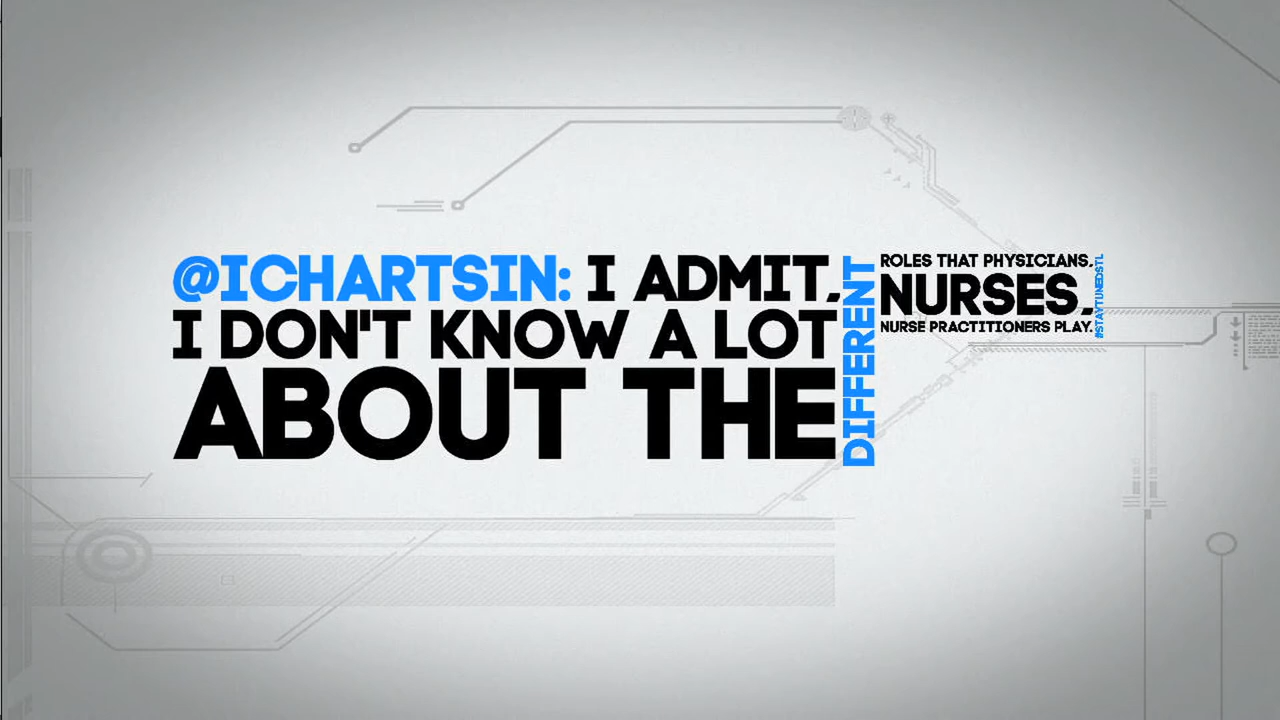 @ICHARTSIN: I ADMIT,
I DON'T KNOW A LOT
ABOUT THE
DIFFERENT
ROLES THAT PHYSICIANS,
NURSES,
NURSE PRACTITIONERS PLAY.
#STAYTUNEDSTL